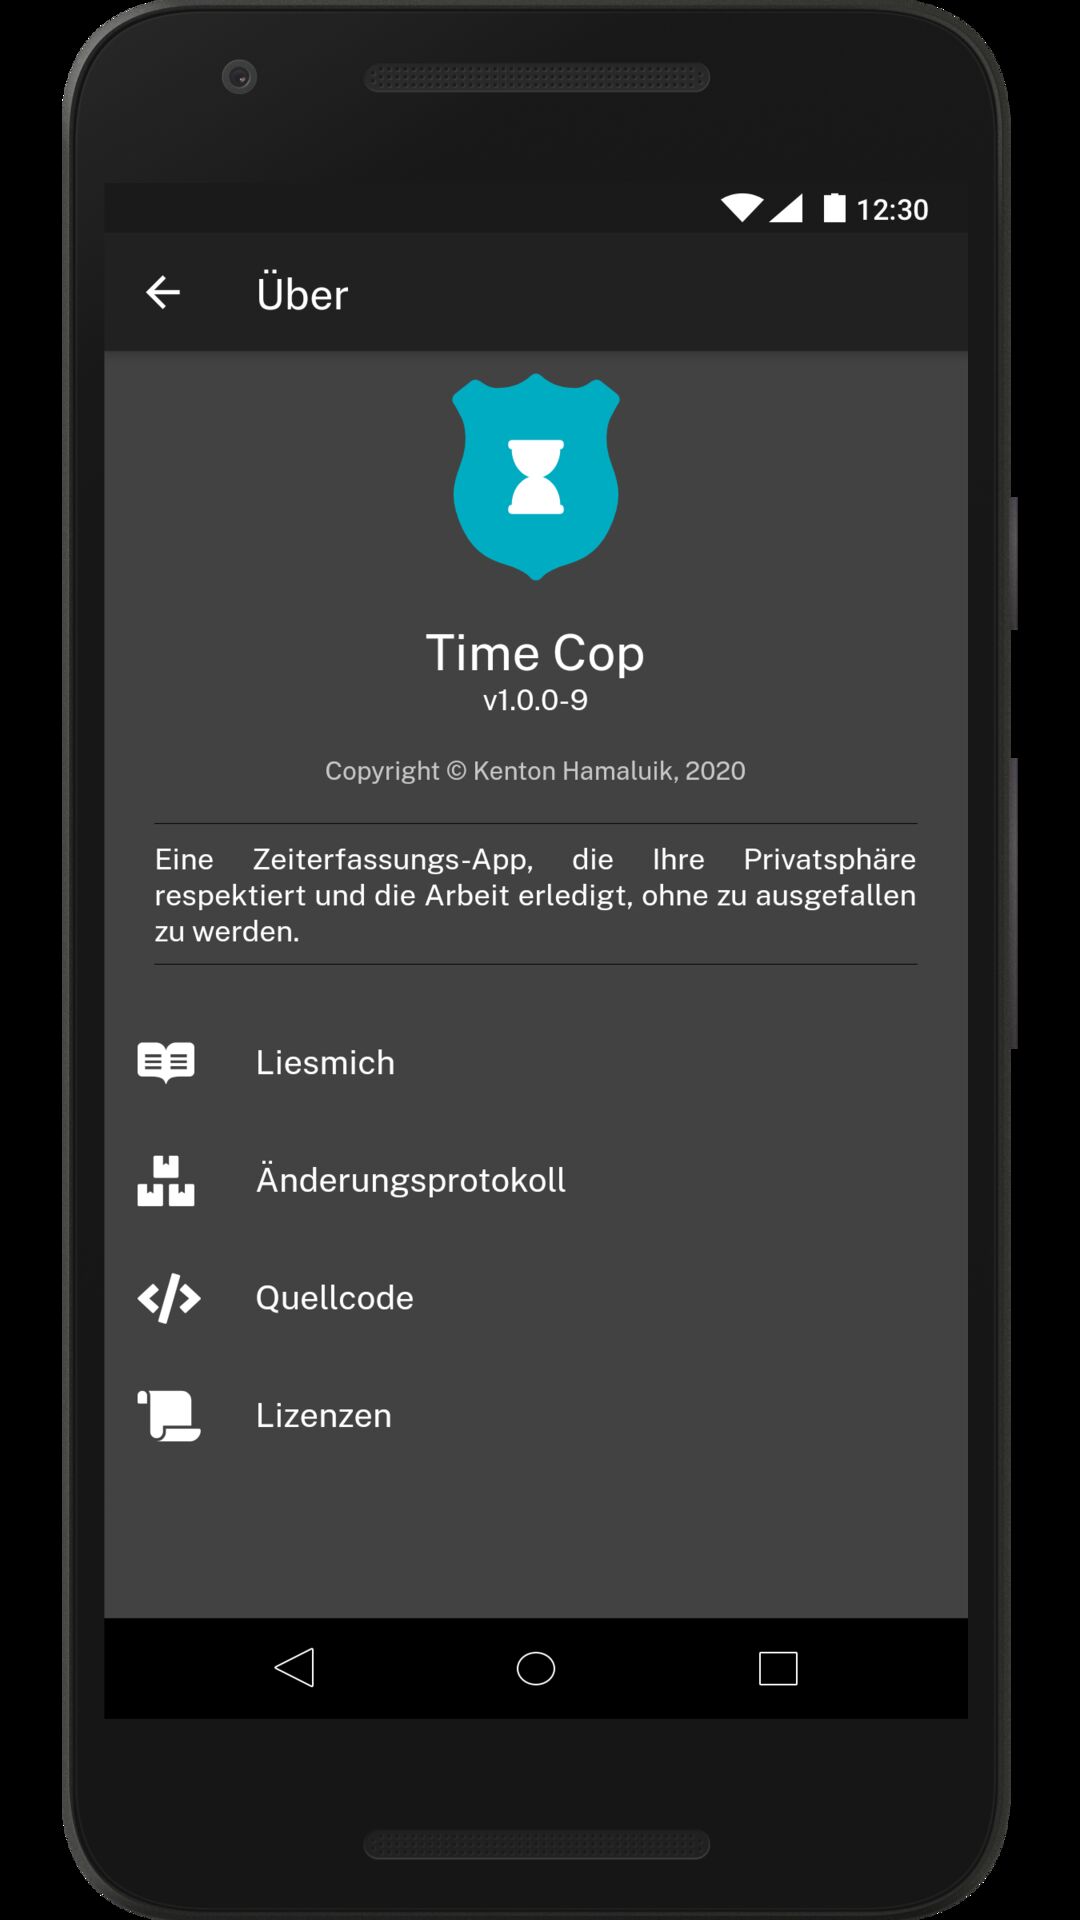 12:30
Über
Time Cop
v1.0.0-9
Copyright © Kenton Hamaluik, 2020
Eine Zeiterfassungs-App, die Ihre Privatsphäre
respektiert und die Arbeit erledigt, ohne zu ausgefallen
zu werden.
Liesmich
Änderungsprotokoll
Quellcode
Lizenzen